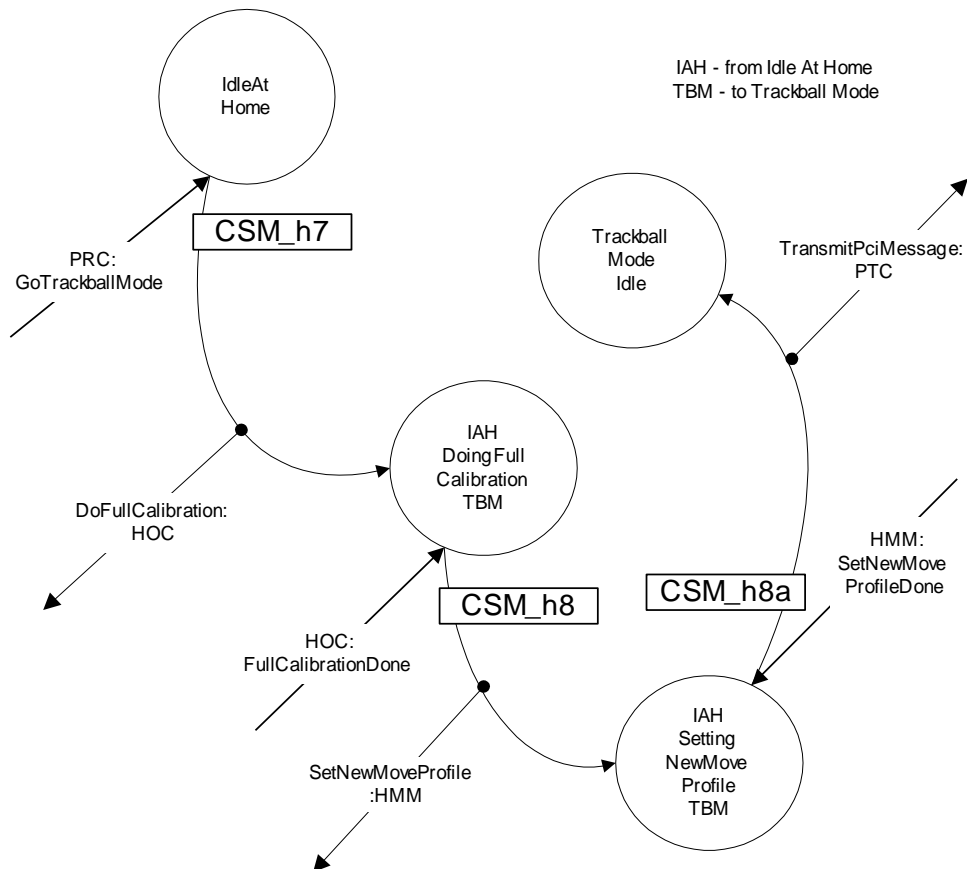 IdleAt
Home
IAH - from Idle At Home
TBM - to Trackball Mode
CSM_h7
PRC:
GoTrackballMode
Trackball
Mode
Idle
TransmitPciMessage:
PTC
IAH
DoingFull
Calibration
TBM
DoFullCalibration:
HOC
HMM:
SetNewMove
ProfileDone
CSM_h8
CSM_h8a
HOC:
FullCalibrationDone
IAH
Setting
NewMove
Profile
TBM
SetNewMoveProfile
:HMM